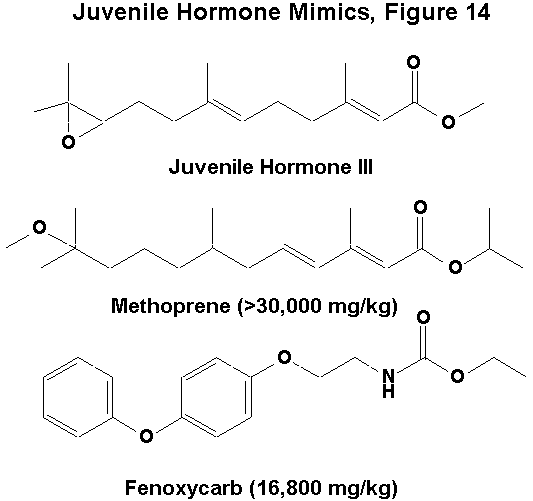 Juvenile Hormone Mimics, Figure 14
O
O
O
Juvenile Hormone III
O
O
O
Methoprene (>30,000 mg/kg)
O
O
O
N
H
O
Fenoxycarb (16,800 mg/kg)